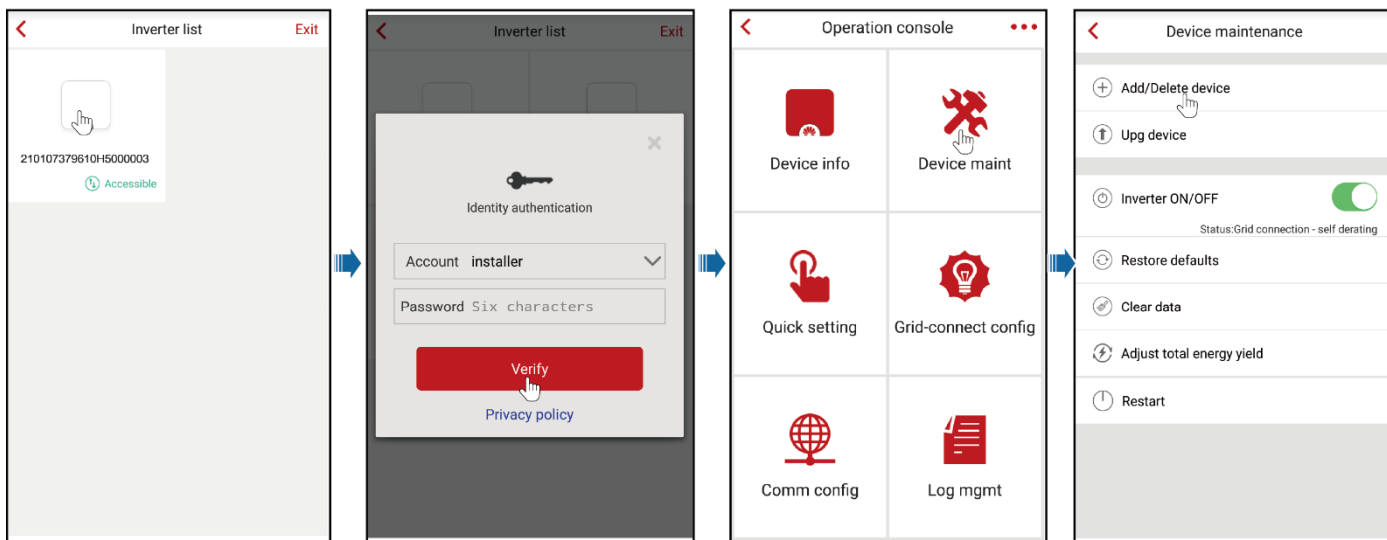 Inverter list
Exit
210107379610H5000003
Accessible
Inverter list
Exit
Identity authentication
Account installer
Password Six characters
Verify
Privacy policy
Operation console
Device info
Device maint
Quick setting
Grid-connect config
Comm config
Log mgmt
Device maintenance
Add/Delete device
Upg device
Inverter ON/OFF
Status:Grid connection - self derating
Restore defaults
Clear data
Adjust total energy yield
Restart